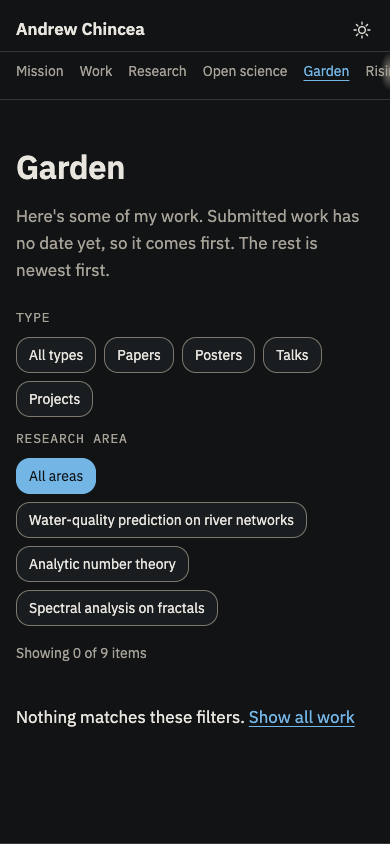 Andrew Chincea
Mission Work Research Open science Garden
Garden
Here's some of my work. Submitted work has
no date yet, so it comes first. The rest is
newest first.
TYPE
All types Papers Posters Talks
Projects
RESEARCH AREA
All areas
Water-quality prediction on river networks
Analytic number theory
Spectral analysis on fractals
Showing 0 of 9 items
Nothing matches these filters. Show all work